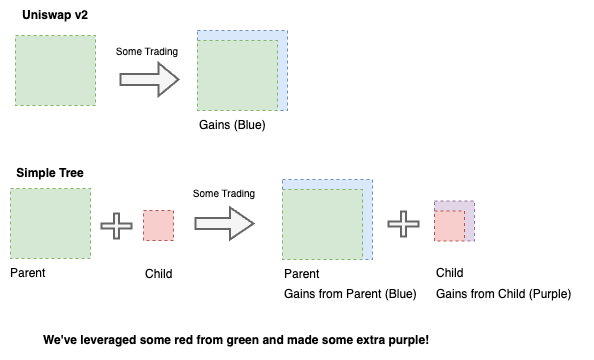 Uniswap v2
Some Trading
Gains (Blue)
Simple Tree
Some Trading
Parent
Child
Parent
Child
Gains from Parent (Blue)
Gains from Child (Purple)
We've leveraged some red from green and made some extra purple!